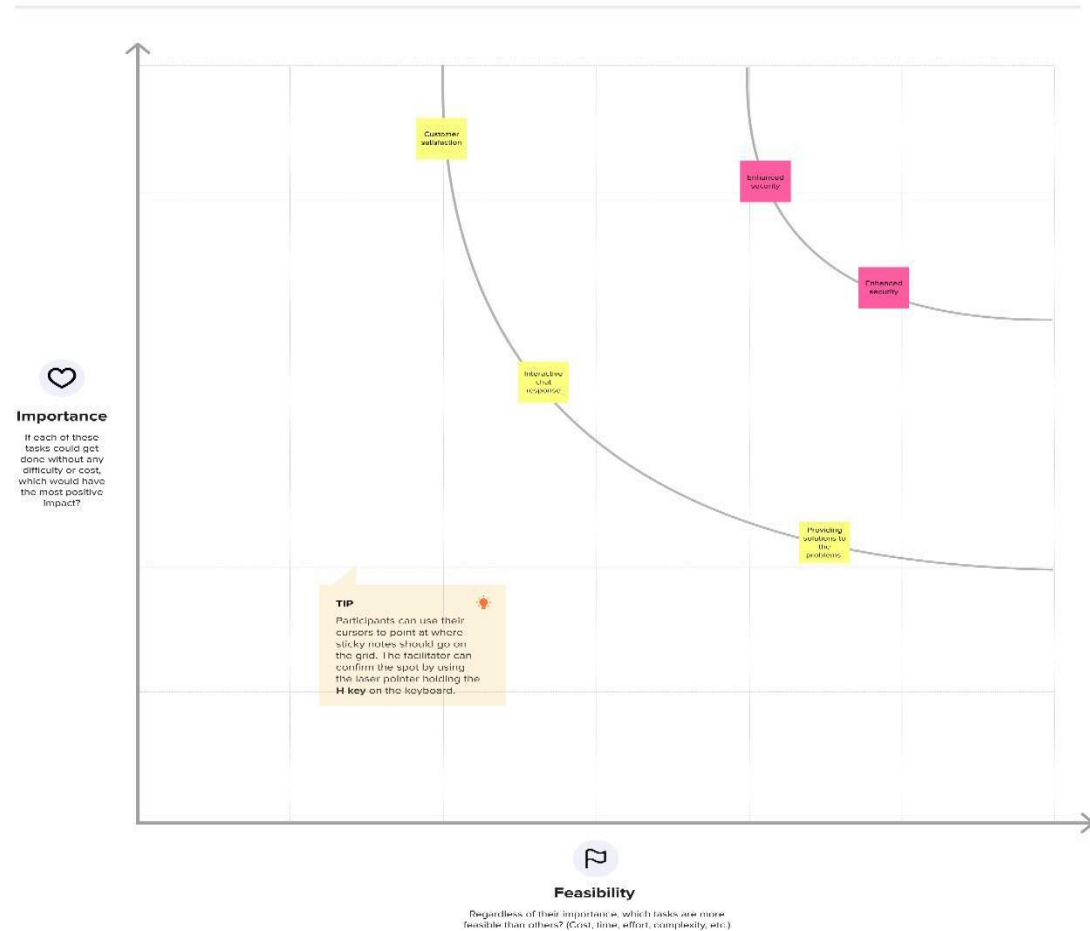 Customer
satisfaction
Enhanced
security
Enhanced
security
Interactive
chat
response
Importance
If each of these
tasks could get
done without any
difficulty or cost,
which would have
the most positive
impact?
Providing
solutions to
the
problems
TIP
Participants can use their
cursors to point at where
sticky notes should go on
the grid. The facilitator can
confirm the spot by using
the laser pointer holding the
H key on the keyboard.
Feasibility
Regardless of their importance, which tasks are more
feasible than others? (Cost, time, effort, complexity, etc.)